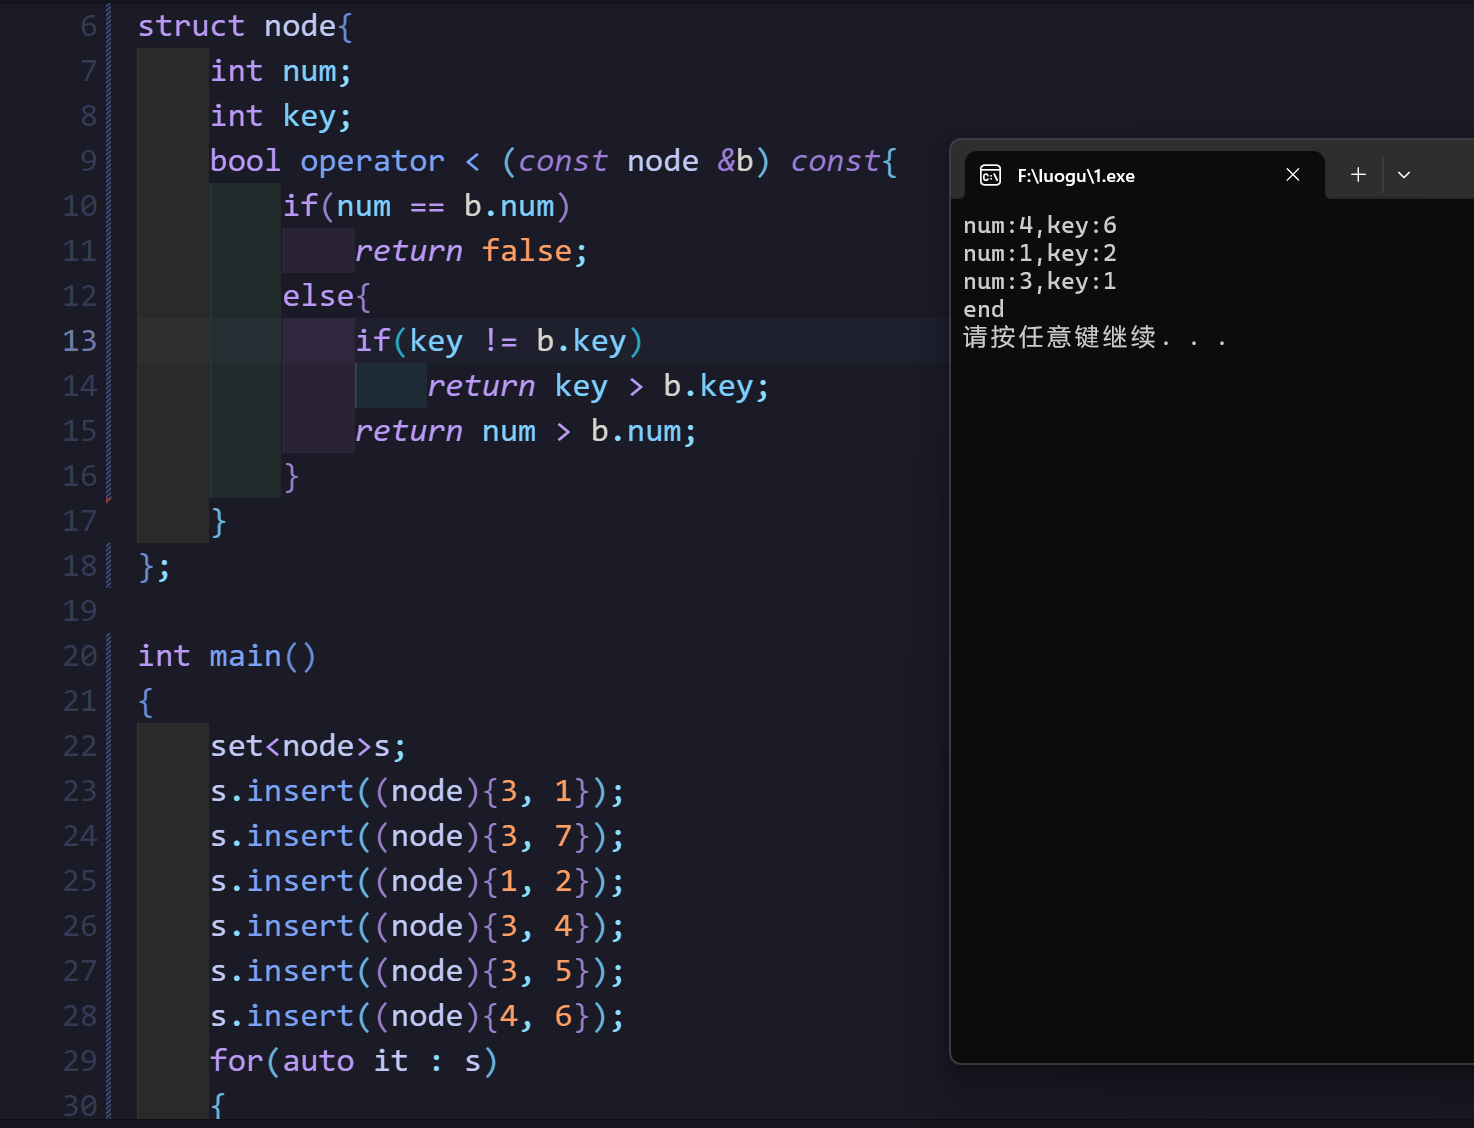 6 struct node{
7 int num;
8 int key;
9 bool operator < (const node &b) const{
10 if(num == b.num)
11 return false;
12 else{
13 if(key != b.key)
14 return key > b.key;
15 return num > b.num;
16 }
17 }
18 };
19
20 int main()
21 {
22 set<node>s;
23 s.insert((node){3, 1});
24 s.insert((node){3, 7});
25 s.insert((node){1, 2});
26 s.insert((node){3, 4});
27 s.insert((node){3, 5});
28 s.insert((node){4, 6});
29 for(auto it : s)
30 {
F:\luogu\1.exe
num:4,key:6
num:1,key:2
num:3,key:1
end
请按任意键继续. . .